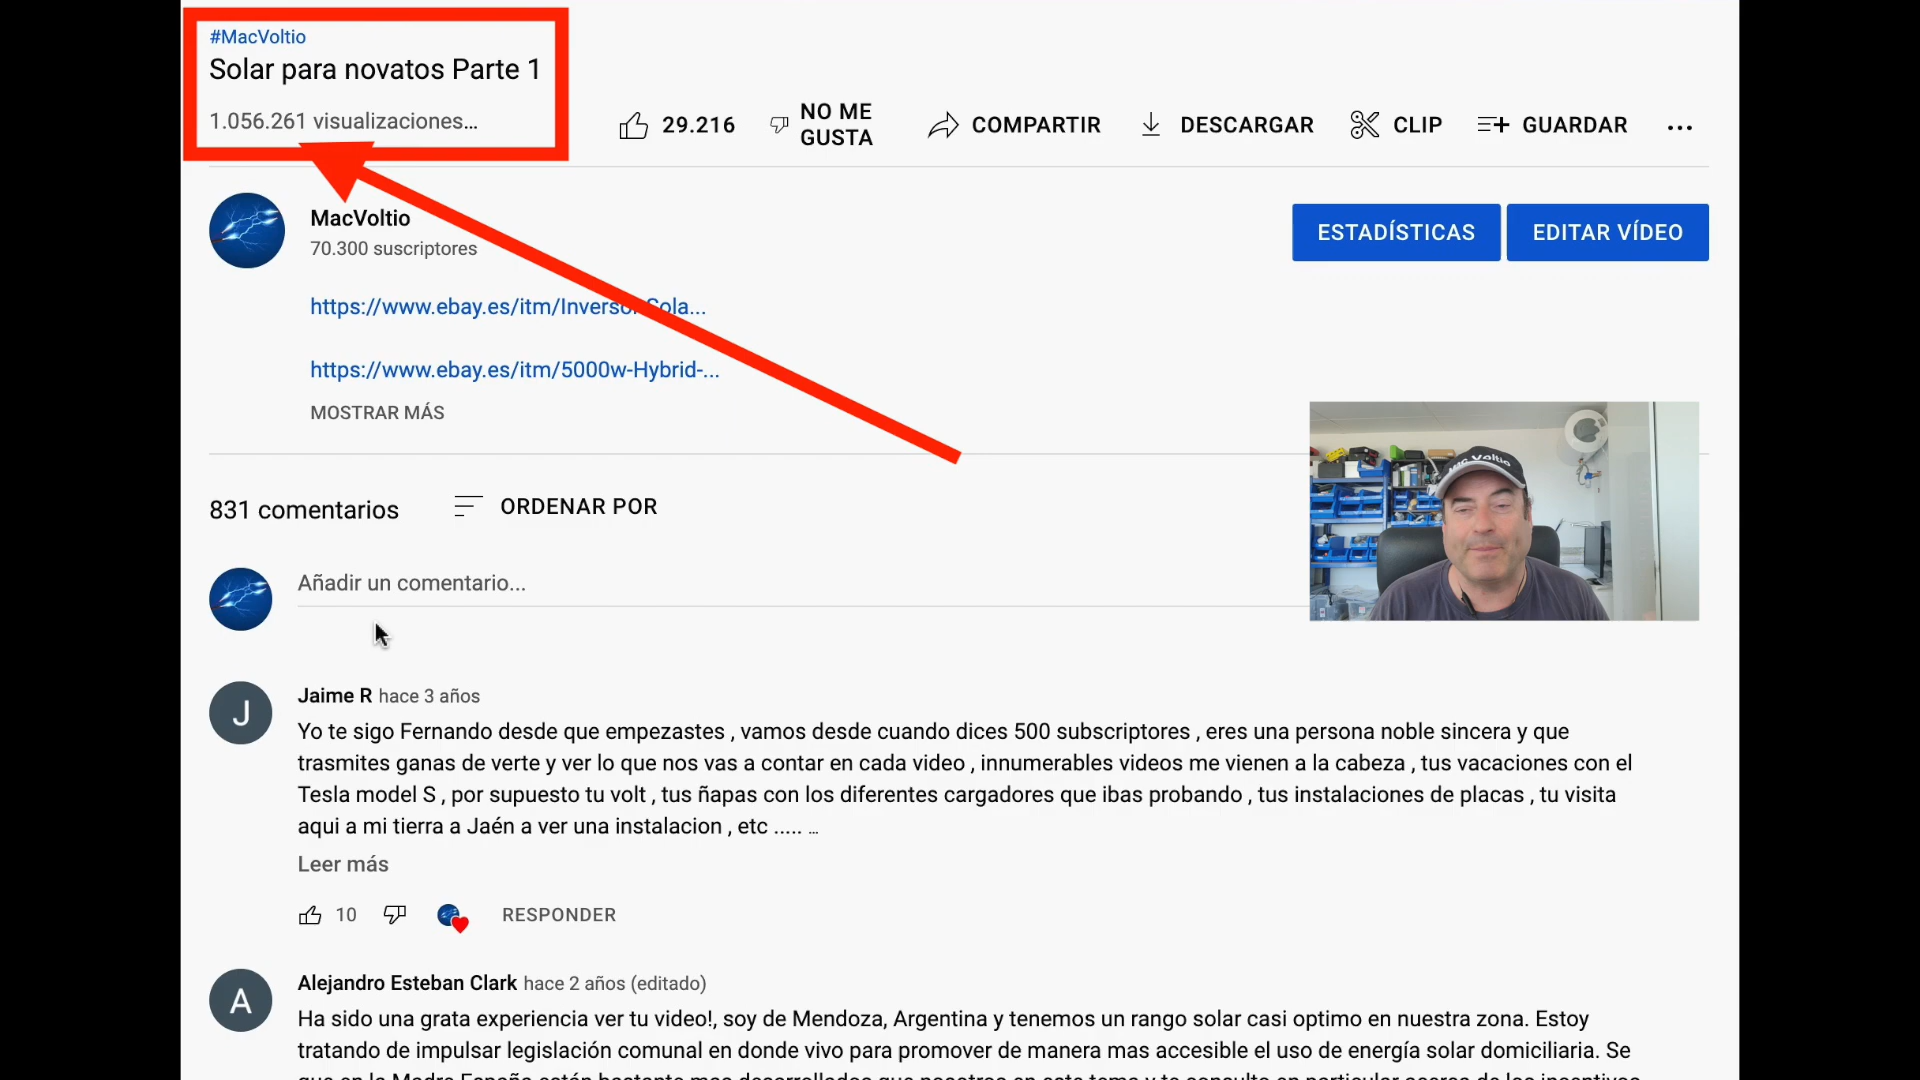 #MacVoltio
Solar para novatos Parte 1
1.056.261 visualizaciones...
29.216
NO ME
GUSTA
COMPARTIR
DESCARGAR
CLIP
GUARDAR
MacVoltio
70.300 suscriptores
ESTADÍSTICAS
EDITAR VÍDEO
https://www.ebay.es/itm/Inversor-Sola...
https://www.ebay.es/itm/5000w-Hybrid-...
MOSTRAR MÁS
Mac Voltio
831 comentarios
ORDENAR POR
Añadir un comentario...
J
Jaime R hace 3 años
Yo te sigo Fernando desde que empezastes , vamos desde cuando dices 500 subscriptores , eres una persona noble sincera y que
trasmites ganas de verte y ver lo que nos vas a contar en cada video , innumerables videos me vienen a la cabeza , tus vacaciones con el
Tesla model S , por supuesto tu volt , tus ñapas con los diferentes cargadores que ibas probando , tus instalaciones de placas , tu visita
aqui a mi tierra a Jaén a ver una instalacion , etc ..... ...
Leer más
10
RESPONDER
A
Alejandro Esteban Clark hace 2 años (editado)
Ha sido una grata experiencia ver tu video!, soy de Mendoza, Argentina y tenemos un rango solar casi optimo en nuestra zona. Estoy
tratando de impulsar legislación comunal en donde vivo para promover de manera mas accesible el uso de energía solar domiciliaria. Se